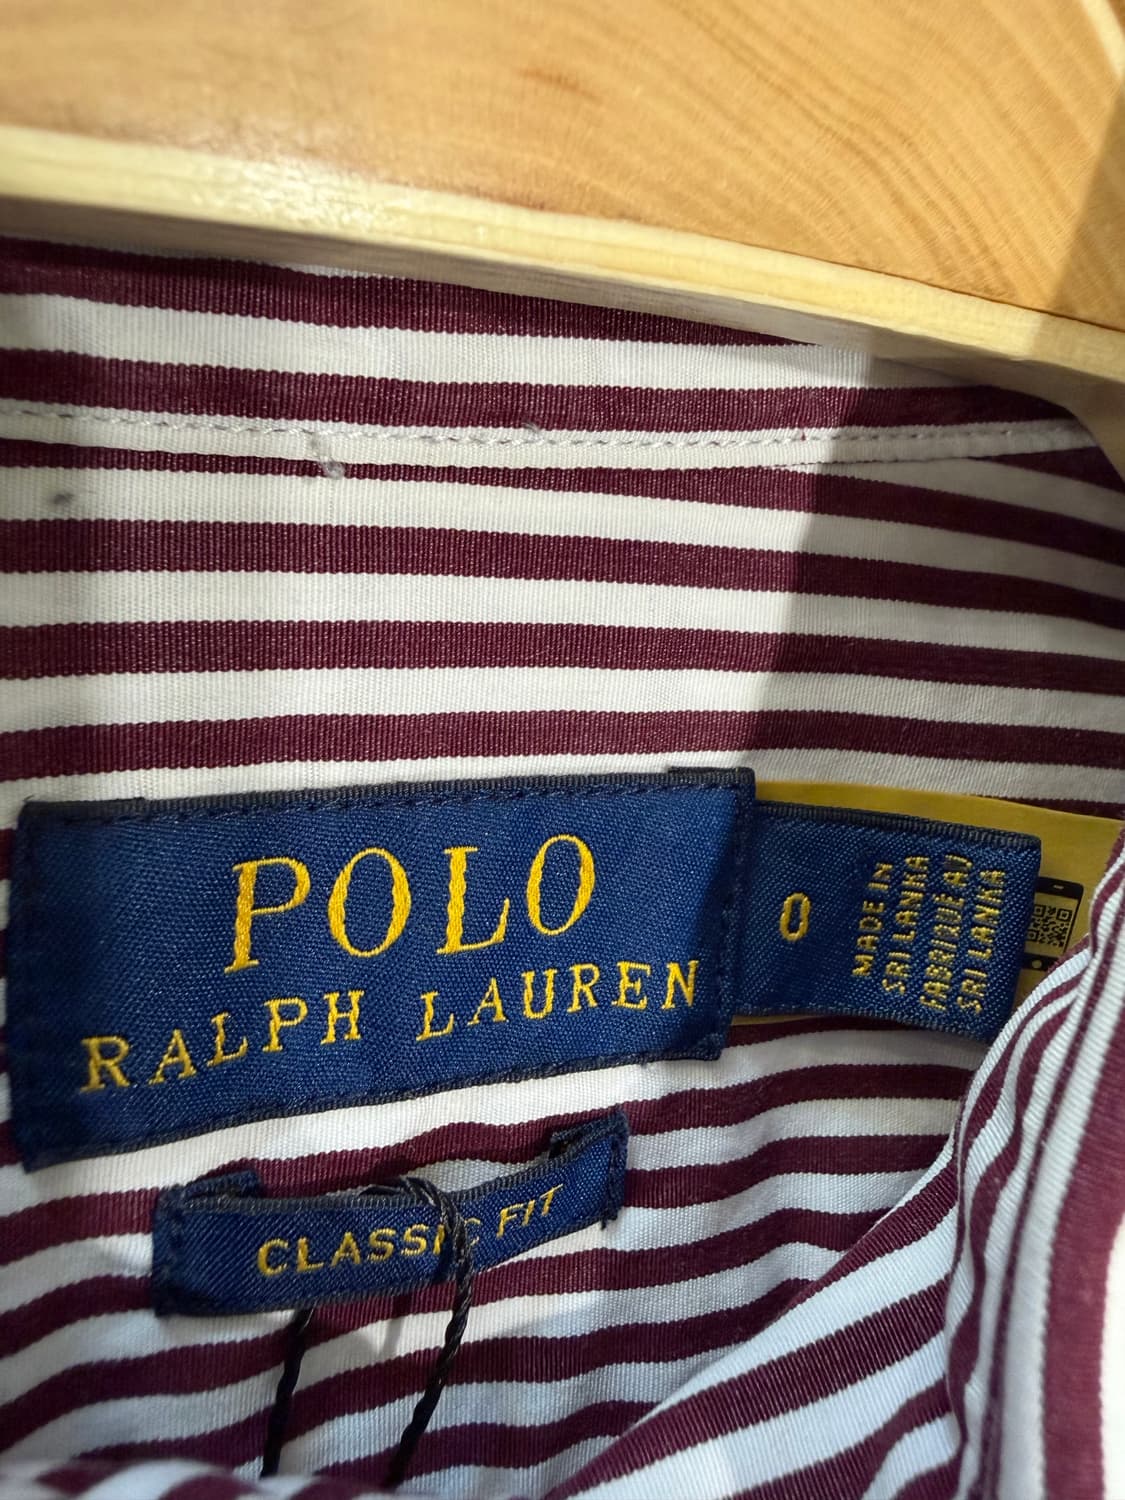 POLO
RALPH LAUREN
0
MADE IN
SRI LANKA
FABRIQUÉ AU
SRI LANKA
CLASSIC FIT